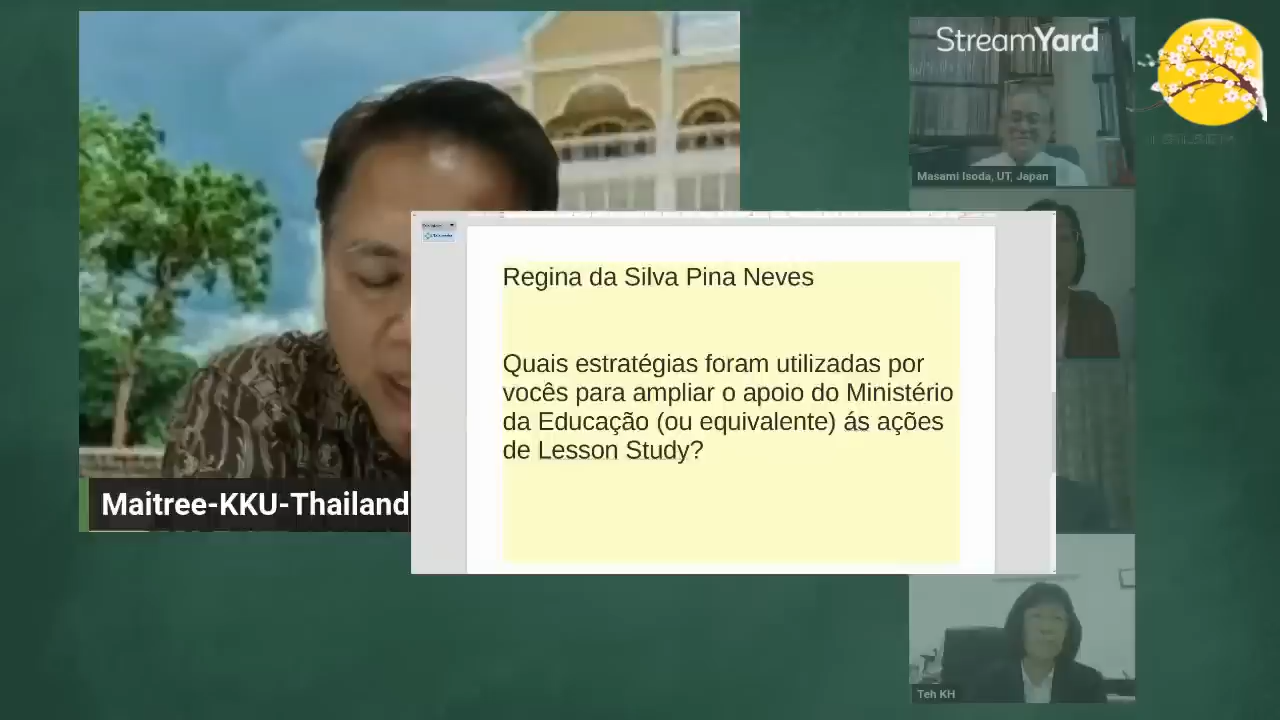 StreamYard
Masami Isoda, UT, Japan
Regina da Silva Pina Neves
Quais estratégias foram utilizadas por
vocês para ampliar o apoio do Ministério
da Educação (ou equivalente) ás ações
de Lesson Study?
Maitree-KKU-Thailand
Teh KH